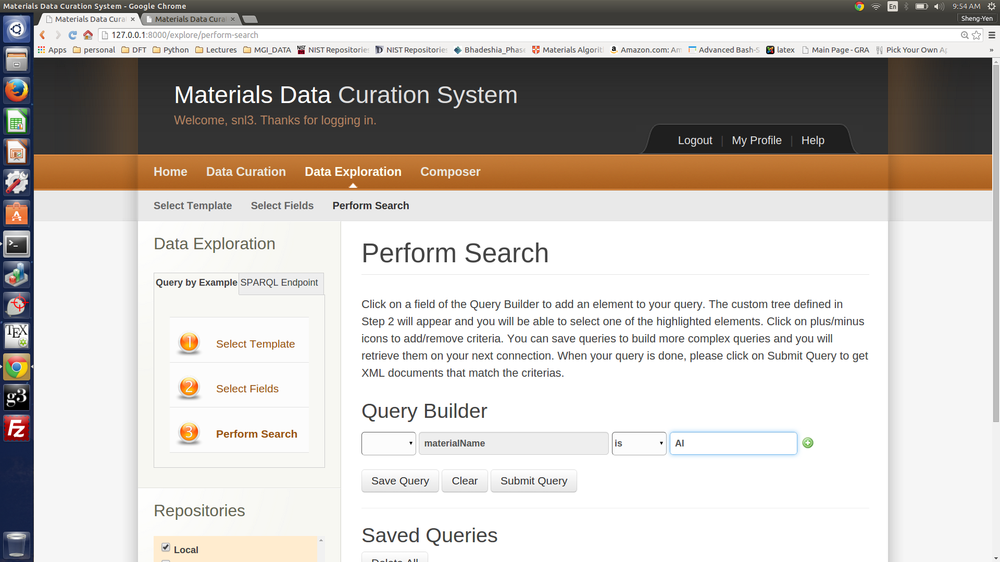 Materials Data Curation System - Google Chrome
En
9:54 AM
Materials Data Cura
Materials Data Cura
Sheng-Yen
127.0.0.1:8000/explore/perform-search
Apps personal DFT Python Lectures MGI_DATA NIST Repositories NIST Repositories Bhadeshia_Phase Materials Algorit Amazon.com: Am Advanced Bash-S latex Main Page - GRA Pick Your Own Ap »
Materials Data Curation System
Welcome, snl3. Thanks for logging in.
Logout | My Profile | Help
Home Data Curation Data Exploration Composer
Select Template Select Fields Perform Search
Data Exploration
Query by Example SPARQL Endpoint
1 Select Template
2 Select Fields
3 Perform Search
Repositories
Local
Perform Search
Click on a field of the Query Builder to add an element to your query. The custom tree defined in
Step 2 will appear and you will be able to select one of the highlighted elements. Click on plus/minus
icons to add/remove criteria. You can save queries to build more complex queries and you will
retrieve them on your next connection. When your query is done, please click on Submit Query to get
XML documents that match the criterias.
Query Builder
materialName is Al
Save Query Clear Submit Query
Saved Queries
Delete All
TEX
g3
Fz